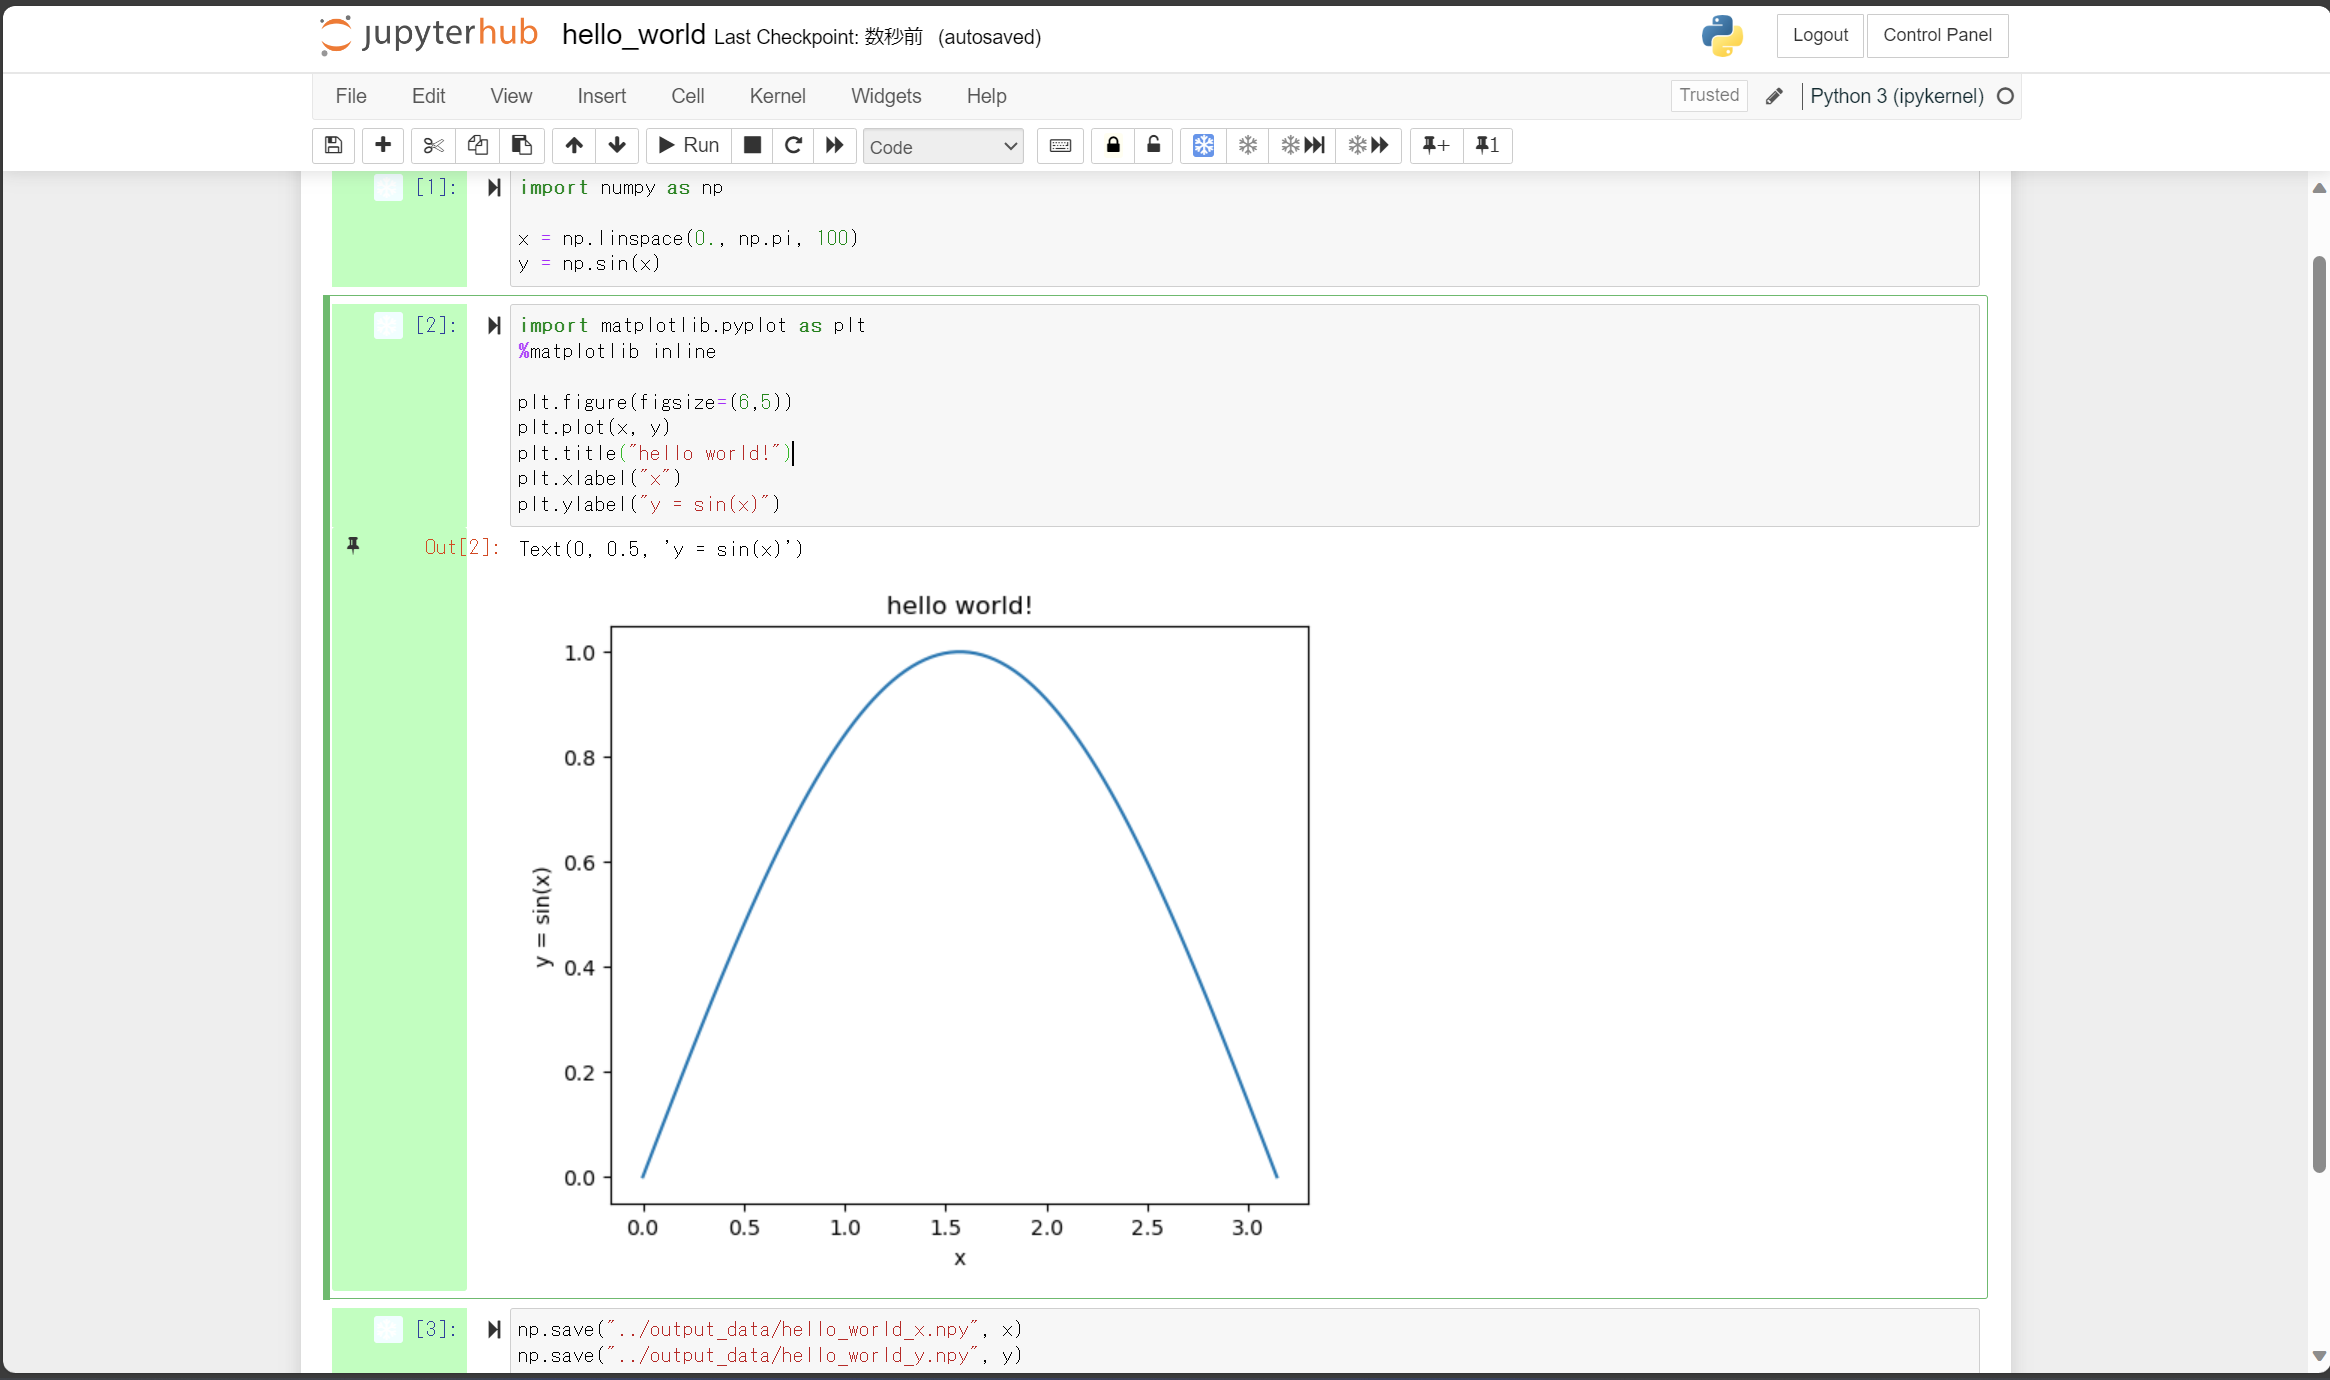 jupyterhub hello_world Last Checkpoint: 数秒前 (autosaved) Logout Control Panel
File Edit View Insert Cell Kernel Widgets Help Trusted Python 3 (ipykernel)
Run Code + 1
[1]: import numpy as np
x = np.linspace(0., np.pi, 100)
y = np.sin(x)
[2]: import matplotlib.pyplot as plt
%matplotlib inline
plt.figure(figsize=(6,5))
plt.plot(x, y)
plt.title("hello world!")
plt.xlabel("x")
plt.ylabel("y = sin(x)")
Out[2]: Text(0, 0.5, 'y = sin(x)')
hello world!
1.0
0.8
0.6
0.4
0.2
0.0
y = sin(x)
0.0 0.5 1.0 1.5 2.0 2.5 3.0
x
[3]: np.save("../output_data/hello_world_x.npy", x)
np.save("../output_data/hello_world_y.npy", y)